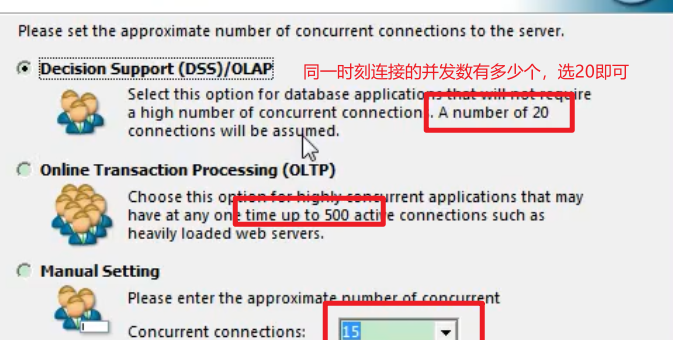 Please set the approximate number of concurrent connections to the server.
Decision Support (DSS)/OLAP 同一时刻连接的并发数有多少个，选20即可
Select this option for database applications that will not require
a high number of concurrent connections. A number of 20
connections will be assumed.
Online Transaction Processing (OLTP)
Choose this option for highly concurrent applications that may
have at any one time up to 500 active connections such as
heavily loaded web servers.
Manual Setting
Please enter the approximate number of concurrent
Concurrent connections: 15